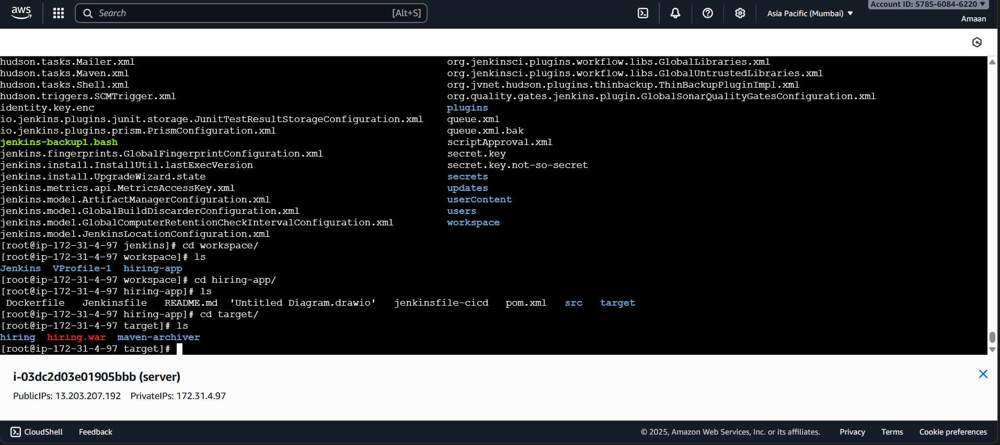 aws
Search [Alt+S]
Asia Pacific (Mumbai) ▼
Account ID: 5785-6084-6220 ▼
Amaan
hudson.tasks.Mailer.xml org.jenkinsci.plugins.workflow.libs.GlobalLibraries.xml
hudson.tasks.Maven.xml org.jenkinsci.plugins.workflow.libs.GlobalUntrustedLibraries.xml
hudson.tasks.Shell.xml org.jvnet.hudson.plugins.thinbackup.ThinBackupPluginImpl.xml
hudson.triggers.SCMTrigger.xml org.quality.gates.jenkins.plugin.GlobalSonarQualityGatesConfiguration.xml
identity.key.enc plugins
io.jenkins.plugins.junit.storage.JunitTestResultStorageConfiguration.xml queue.xml
io.jenkins.plugins.prism.PrismConfiguration.xml queue.xml.bak
jenkins-backup1.bash scriptApproval.xml
jenkins.fingerprints.GlobalFingerprintConfiguration.xml secret.key
jenkins.install.InstallUtil.lastExecVersion secret.key.not-so-secret
jenkins.install.UpgradeWizard.state secrets
jenkins.metrics.api.MetricsAccessKey.xml updates
jenkins.model.ArtifactManagerConfiguration.xml userContent
jenkins.model.GlobalBuildDiscarderConfiguration.xml users
jenkins.model.GlobalComputerRetentionCheckIntervalConfiguration.xml workspace
jenkins.model.JenkinsLocationConfiguration.xml
[root@ip-172-31-4-97 jenkins]# cd workspace/
[root@ip-172-31-4-97 workspace]# ls
Jenkins VProfile-1 hiring-app
[root@ip-172-31-4-97 workspace]# cd hiring-app/
[root@ip-172-31-4-97 hiring-app]# ls
Dockerfile Jenkinsfile README.md 'Untitled Diagram.drawio' jenkinsfile-cicd pom.xml src target
[root@ip-172-31-4-97 hiring-app]# cd target/
[root@ip-172-31-4-97 target]# ls
hiring hiring.war maven-archiver
[root@ip-172-31-4-97 target]#
i-03dc2d03e01905bbb (server)
PublicIPs: 13.203.207.192 PrivateIPs: 172.31.4.97
CloudShell Feedback © 2025, Amazon Web Services, Inc. or its affiliates. Privacy Terms Cookie preferences